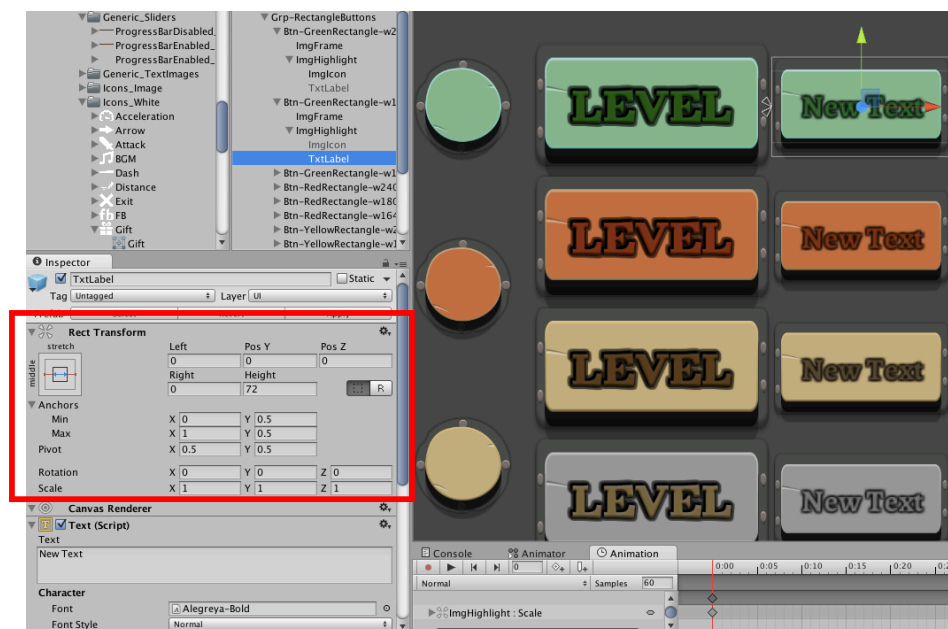 Generic_Sliders
ProgressBarDisabled_
ProgressBarEnabled_
ProgressBarEnabled_
Generic_TextImages
Icons_Image
Icons_White
Acceleration
Arrow
Attack
BGM
Dash
Distance
Exit
fb FB
Gift
Gift
Grp-RectangleButtons
Btn-GreenRectangle-w2
ImgFrame
ImgHighlight
ImgIcon
TxtLabel
Btn-GreenRectangle-w1
ImgFrame
ImgHighlight
ImgIcon
TxtLabel
Btn-GreenRectangle-w1
Btn-RedRectangle-w240
Btn-RedRectangle-w180
Btn-RedRectangle-w164
Btn-YellowRectangle-w2
Btn-YellowRectangle-w1
LEVEL New Text
LEVEL New Text
LEVEL New Text
LEVEL New Text
Inspector
TxtLabel Static
Tag Untagged Layer UI
Rect Transform
stretch Left Pos Y Pos Z
0 0 0
middle Right Height
0 72 R
Anchors
Min X 0 Y 0.5
Max X 1 Y 0.5
Pivot X 0.5 Y 0.5
Rotation X 0 Y 0 Z 0
Scale X 1 Y 1 Z 1
Canvas Renderer
Text (Script)
Text
New Text
Character
Font Alegreya-Bold
Font Style Normal
Console Animator Animation
0 0:00 0:05 0:10 0:15 0:20
Normal Samples 60
ImgHighlight : Scale